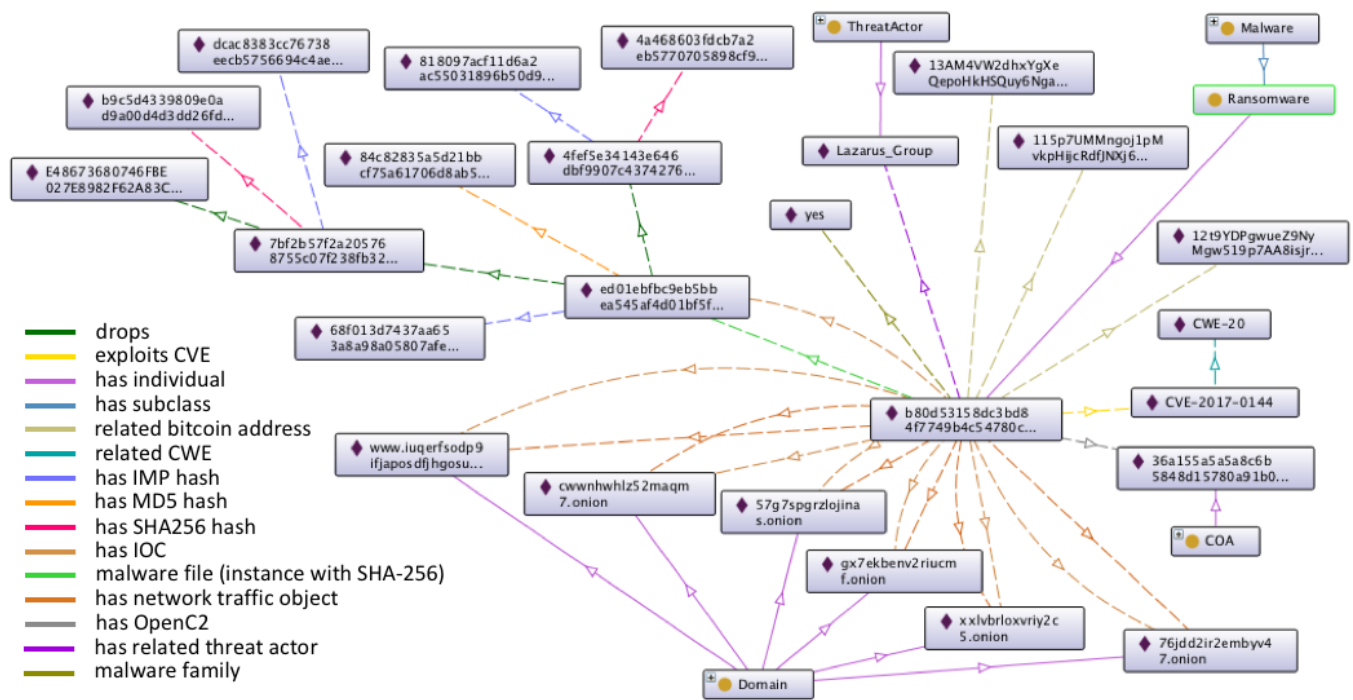 dcac8383cc76738
eecb5756694c4ae...
818097acf11d6a2
ac55031896b50d9...
4a468603fdcb7a2
eb5770705898cf9...
ThreatActor
Malware
13AM4VW2dhxYgXe
QepoHkHSQuy6Nga...
b9c5d4339809e0a
d9a00d4d3dd26fd...
Ransomware
84c82835a5d21bb
cf75a61706d8ab5...
4fef5e34143e646
dbf9907c4374276...
Lazarus_Group
115p7UMMngoj1pM
vkpHijcRdfJNXj6...
E48673680746FBE
027E8982F62A83C...
yes
12t9YDPgwueZ9Ny
Mgw519p7AA8isjr...
7bf2b57f2a20576
8755c07f238fb32...
ed01ebfbc9eb5bb
ea545af4d01bf5f...
68f013d7437aa65
3a8a98a05807afe...
CWE-20
CVE-2017-0144
b80d53158dc3bd8
4f7749b4c54780c...
www.iuqerfsodp9
ifjaposdfjhgosu...
36a155a5a5a8c6b
5848d15780a91b0...
cwwnhwhlz52maqm
7.onion
57g7spgrzlojina
s.onion
COA
gx7ekbenv2riucm
f.onion
xxlvbrloxvriy2c
5.onion
76jdd2ir2embyv4
7.onion
Domain
drops
exploits CVE
has individual
has subclass
related bitcoin address
related CWE
has IMP hash
has MD5 hash
has SHA256 hash
has IOC
malware file (instance with SHA-256)
has network traffic object
has OpenC2
has related threat actor
malware family